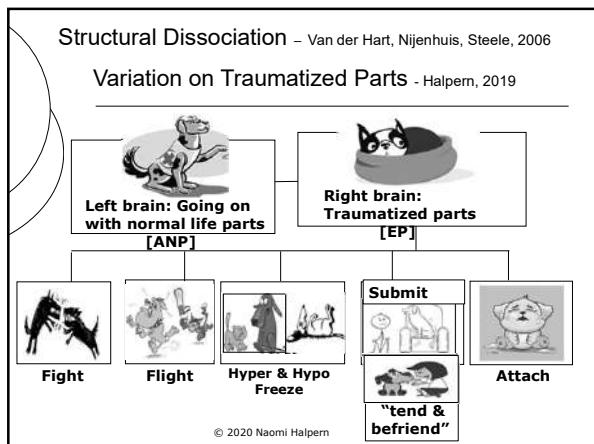 Structural Dissociation – Van der Hart, Nijenhuis, Steele, 2006
Variation on Traumatized Parts - Halpern, 2019
Left brain: Going on
with normal life parts
[ANP]
Right brain:
Traumatized parts
[EP]
Fight
Flight
Hyper & Hypo
Freeze
Submit
“tend &
befriend”
Attach
© 2020 Naomi Halpern